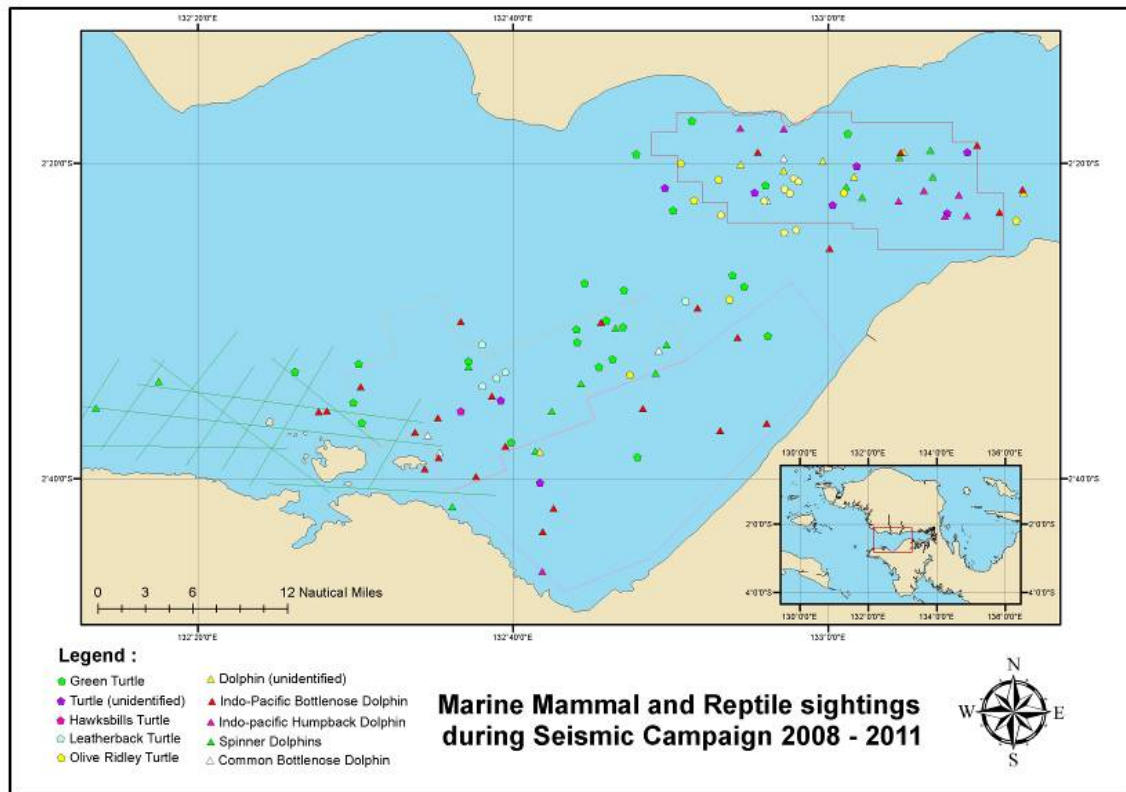 132°20'0"E 132°40'0"E 133°0'0"E
2°20'0"S 2°20'0"S
2°40'0"S 2°40'0"S
130°0'0"E 132°0'0"E 134°0'0"E 136°0'0"E
2°0'0"S 2°0'0"S
4°0'0"S 4°0'0"S
130°0'0"E 132°0'0"E 134°0'0"E 136°0'0"E
0 3 6 12 Nautical Miles
132°20'0"E 132°40'0"E 133°0'0"E
Legend :
Green Turtle
Turtle (unidentified)
Hawksbills Turtle
Leatherback Turtle
Olive Ridley Turtle
Dolphin (unidentified)
Indo-Pacific Bottlenose Dolphin
Indo-pacific Humpback Dolphin
Spinner Dolphins
Common Bottlenose Dolphin
Marine Mammal and Reptile sightings
during Seismic Campaign 2008 - 2011
N
W E
S